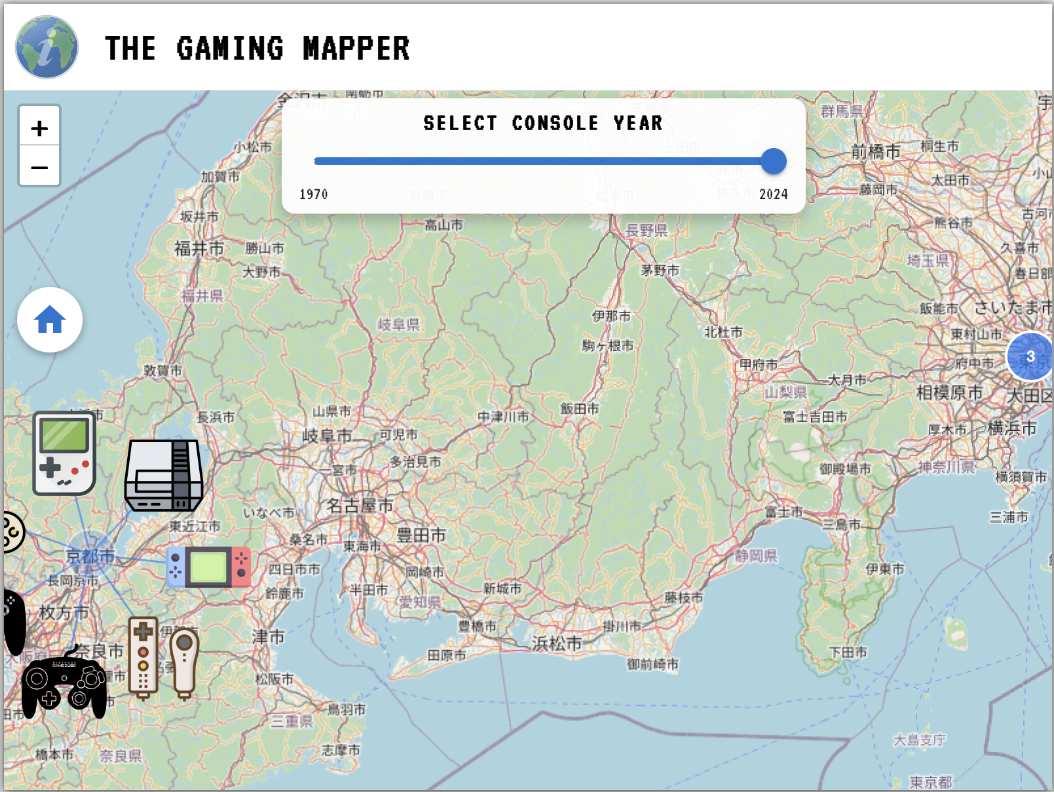 THE GAMING MAPPER
SELECT CONSOLE YEAR
1970
2024
+
−
小松市
加賀市
坂井市
福井市
勝山市
大野市
福井県
高山市
長野県
群馬県
前橋市
桐生市
太田市
藤岡市
熊谷市
久喜市
埼玉県
春日部
茅野市
伊那市
駒ヶ根市
北杜市
甲府市
山梨県
大月市
富士吉田市
飯能市
さいたま市
東村山市
府中市
3
相模原市
大田区
厚木市
横浜市
神奈川県
横須賀市
三浦市
岐阜県
敦賀市
長浜市
山県市
中津川市
飯田市
岐阜市
可児市
一宮市
多治見市
御殿場市
名古屋市
いなべ市
東近江市
富士市
三島市
豊田市
桑名市
東海市
京都市
長岡京市
四日市市
岡崎市
静岡県
伊東市
半田市
鈴鹿市
愛知県
新城市
藤枝市
枚方市
豊橋市
掛川市
浜松市
津市
奈良市
田原市
御前崎市
下田市
松阪市
鳥羽市
三重県
志摩市
橋本市
奈良県
大島支庁
東京都